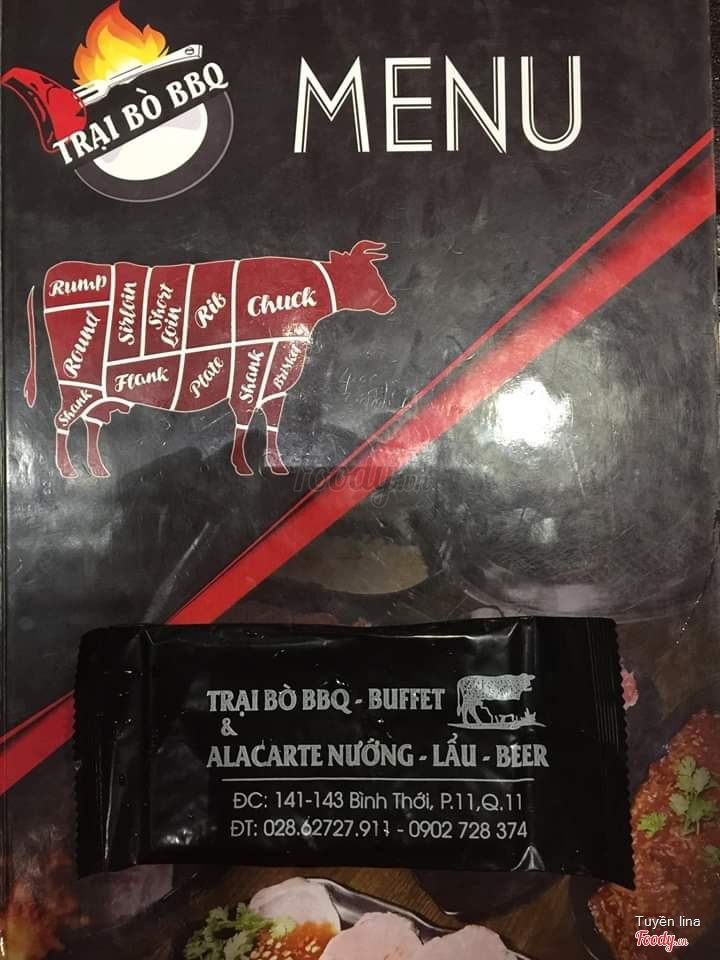 TRẠI BÒ BBQ
MENU
Rump
Sirloin
Short
Loin
Rib
Chuck
Round
Flank
Plate
Shank
Brisket
Shank
foody.vn
TRẠI BÒ BBQ - BUFFET
&
ALACARTE NƯỚNG - LẨU - BEER
ĐC: 141-143 Bình Thới, P.11,Q.11
ĐT: 028.62727.911 - 0902 728 374
Tuyền lina
Foody.vn